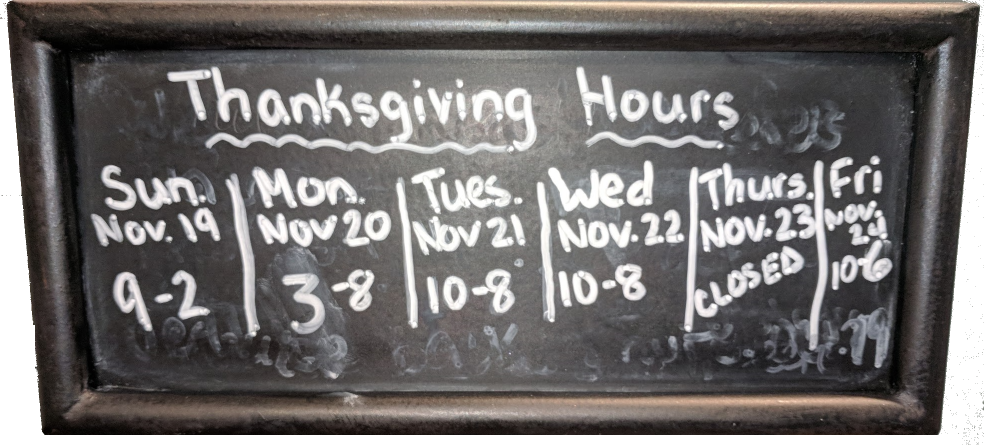 Thanksgiving Hours
Sun.
Nov. 19
9-2
Mon.
Nov 20
3-8
Tues.
Nov 21
10-8
Wed
Nov. 22
10-8
Thurs.
Nov. 23
CLOSED
Fri
Nov.
24
10-6